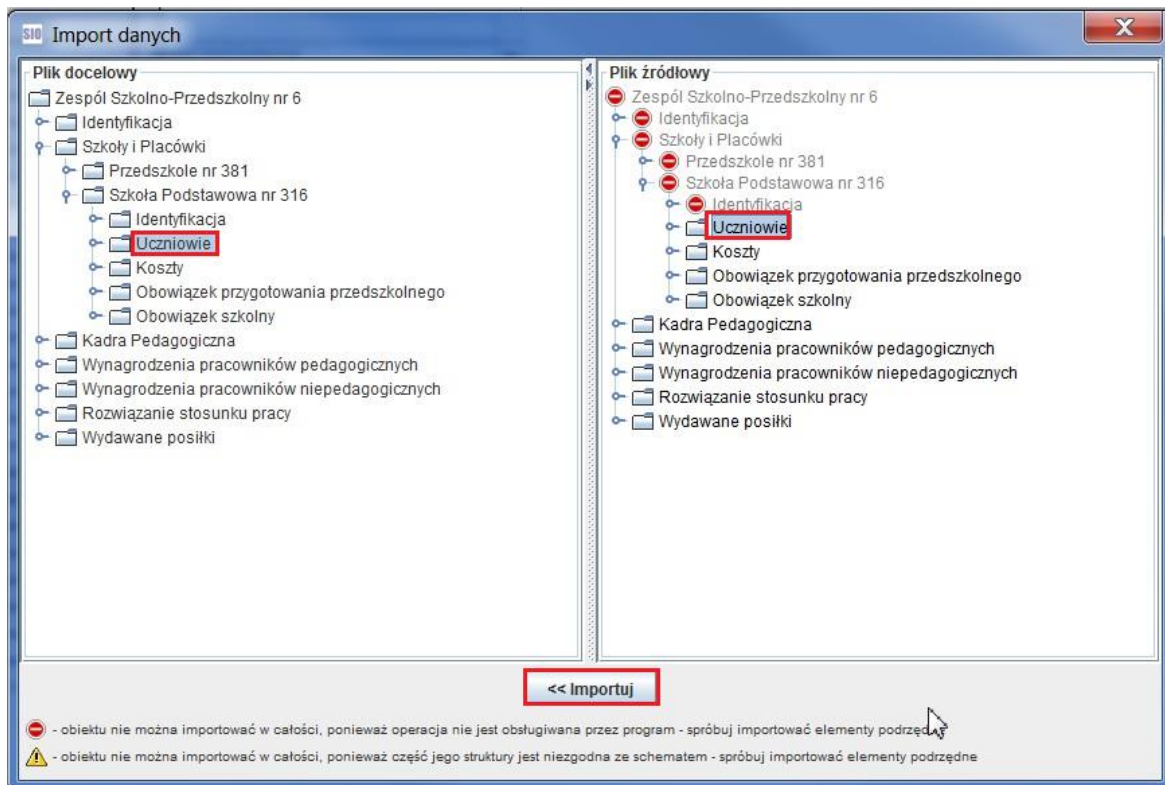 SIO Import danych
X
Plik docelowy
Zespól Szkolno-Przedszkolny nr 6
Identyfikacja
Szkoły i Placówki
Przedszkole nr 381
Szkoła Podstawowa nr 316
Identyfikacja
Uczniowie
Koszty
Obowiązek przygotowania przedszkolnego
Obowiązek szkolny
Kadra Pedagogiczna
Wynagrodzenia pracowników pedagogicznych
Wynagrodzenia pracowników niepedagogicznych
Rozwiązanie stosunku pracy
Wydawane posiłki
Plik źródłowy
Zespól Szkolno-Przedszkolny nr 6
Identyfikacja
Szkoły i Placówki
Przedszkole nr 381
Szkoła Podstawowa nr 316
Identyfikacja
Uczniowie
Koszty
Obowiązek przygotowania przedszkolnego
Obowiązek szkolny
Kadra Pedagogiczna
Wynagrodzenia pracowników pedagogicznych
Wynagrodzenia pracowników niepedagogicznych
Rozwiązanie stosunku pracy
Wydawane posiłki
<< Importuj
- obiektu nie można importować w całości, ponieważ operacja nie jest obsługiwana przez program - spróbuj importować elementy podrzędne
- obiektu nie można importować w całości, ponieważ część jego struktury jest niezgodna ze schematem - spróbuj importować elementy podrzędne